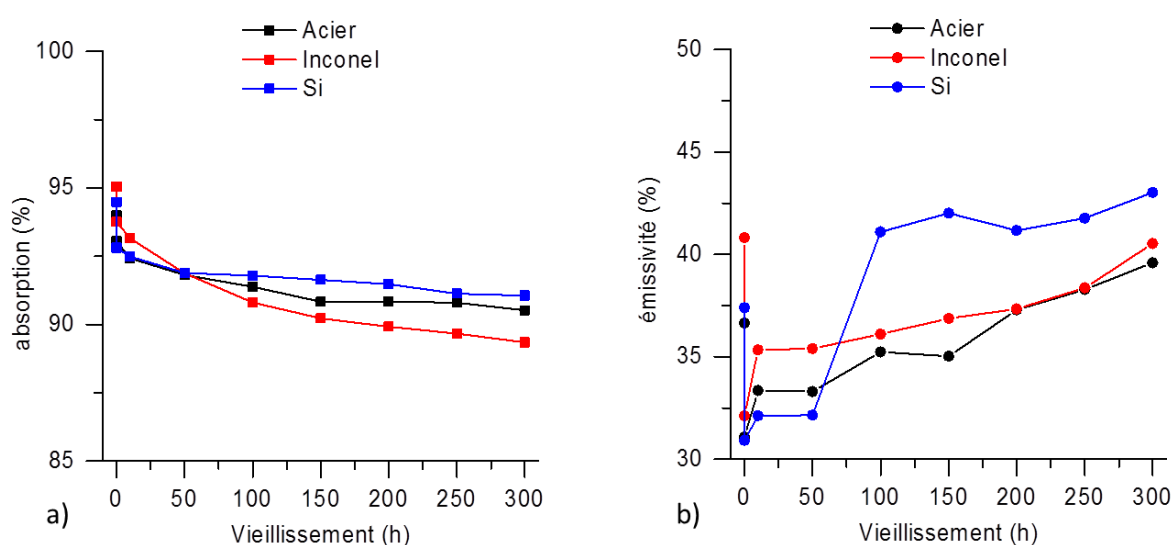 Acier
Inconel
Si
100
95
90
85
absorption (%)
0 50 100 150 200 250 300
Vieillissement (h)
a)
Acier
Inconel
Si
50
45
40
35
30
émissivité (%)
0 50 100 150 200 250 300
Vieillissement (h)
b)